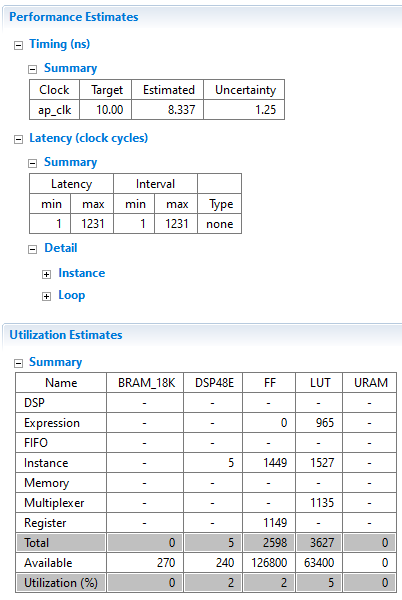 Performance Estimates
Timing (ns)
Summary
Clock Target Estimated Uncertainty
ap_clk 10.00 8.337 1.25
Latency (clock cycles)
Summary
Latency Interval
min max min max Type
1 1231 1 1231 none
Detail
Instance
Loop
Utilization Estimates
Summary
Name BRAM_18K DSP48E FF LUT URAM
DSP - - - - -
Expression - - 0 965 -
FIFO - - - - -
Instance - 5 1449 1527 -
Memory - - - - -
Multiplexer - - - 1135 -
Register - - 1149 - -
Total 0 5 2598 3627 0
Available 270 240 126800 63400 0
Utilization (%) 0 2 2 5 0